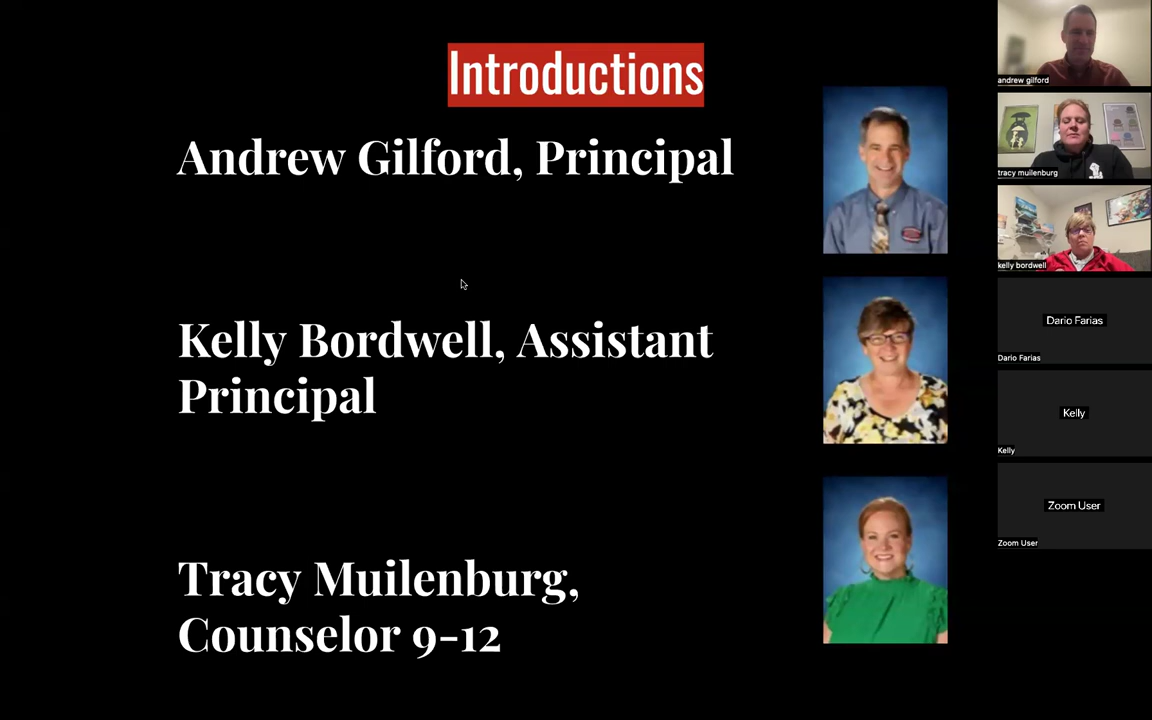 Introductions
Andrew Gilford, Principal
Kelly Bordwell, Assistant
Principal
Tracy Muilenburg,
Counselor 9-12
andrew gilford
tracy muilenburg
kelly bordwell
Dario Farias
Dario Farias
Kelly
Kelly
Zoom User
Zoom User